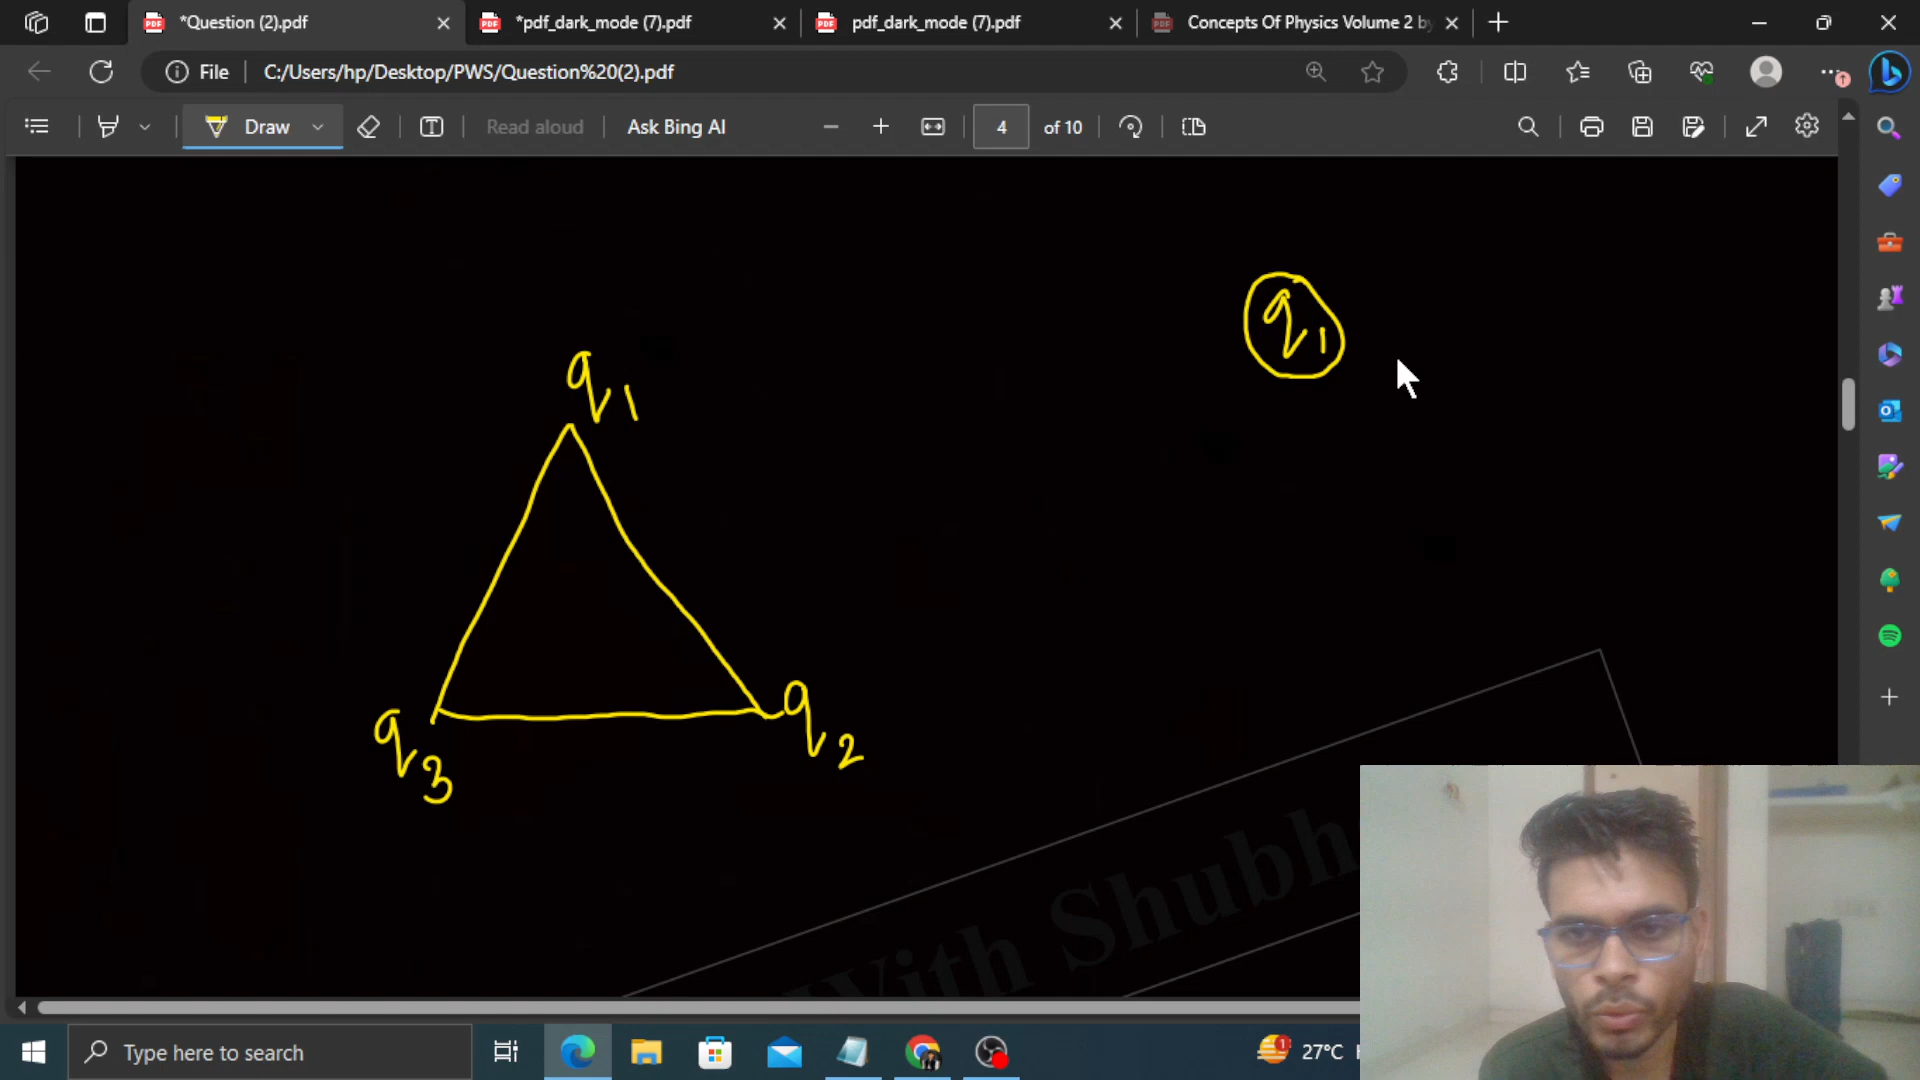 *Question (2).pdf
*pdf_dark_mode (7).pdf
pdf_dark_mode (7).pdf
Concepts Of Physics Volume 2 by
File
C:/Users/hp/Desktop/PWS/Question%20(2).pdf
Draw
Read aloud
Ask Bing AI
4
of 10
q1
q1
q3
q2
With Shubh
Type here to search
1
27°C